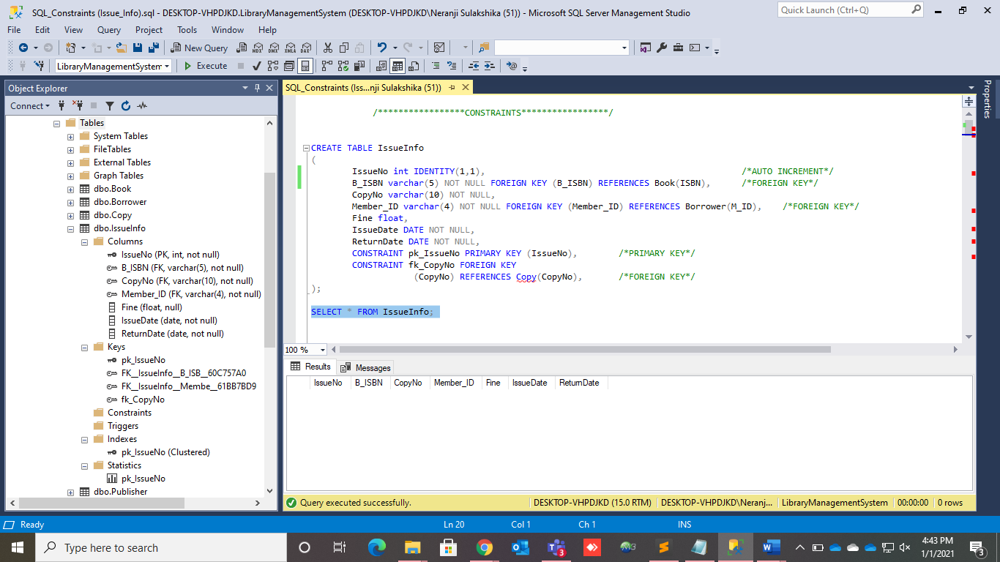 SQL_Constraints (Issue_Info).sql - DESKTOP-VHPDJKD.LibraryManagementSystem (DESKTOP-VHPDJKD\Neranji Sulakshika (51)) - Microsoft SQL Server Management Studio
Quick Launch (Ctrl+Q)
File Edit View Query Project Tools Window Help
New Query
MDX DMX XMLA DAX
LibraryManagementSystem
Execute
Object Explorer
Connect
Tables
System Tables
FileTables
External Tables
Graph Tables
dbo.Book
dbo.Borrower
dbo.Copy
dbo.IssueInfo
Columns
IssueNo (PK, int, not null)
B_ISBN (FK, varchar(5), not null)
CopyNo (FK, varchar(10), not null)
Member_ID (FK, varchar(4), not null)
Fine (float, null)
IssueDate (date, not null)
ReturnDate (date, not null)
Keys
pk_IssueNo
FK__IssueInfo__B_ISB__60C757A0
FK__IssueInfo__Membe__61BB7BD9
fk_CopyNo
Constraints
Triggers
Indexes
pk_IssueNo (Clustered)
Statistics
pk_IssueNo
dbo.Publisher
SQL_Constraints (Iss...nji Sulakshika (51))
Properties
/*****************CONSTRAINTS*****************/
CREATE TABLE IssueInfo
(
IssueNo int IDENTITY(1,1), /*AUTO INCREMENT*/
B_ISBN varchar(5) NOT NULL FOREIGN KEY (B_ISBN) REFERENCES Book(ISBN), /*FOREIGN KEY*/
CopyNo varchar(10) NOT NULL,
Member_ID varchar(4) NOT NULL FOREIGN KEY (Member_ID) REFERENCES Borrower(M_ID), /*FOREIGN KEY*/
Fine float,
IssueDate DATE NOT NULL,
ReturnDate DATE NOT NULL,
CONSTRAINT pk_IssueNo PRIMARY KEY (IssueNo), /*PRIMARY KEY*/
CONSTRAINT fk_CopyNo FOREIGN KEY
(CopyNo) REFERENCES Copy(CopyNo), /*FOREIGN KEY*/
);
SELECT * FROM IssueInfo;
100 %
Results Messages
IssueNo B_ISBN CopyNo Member_ID Fine IssueDate ReturnDate
Query executed successfully.
DESKTOP-VHPDJKD (15.0 RTM) DESKTOP-VHPDJKD\Neranj... LibraryManagementSystem 00:00:00 0 rows
Ready Ln 20 Col 1 Ch 1 INS
Type here to search
3
4:43 PM
1/1/2021
3